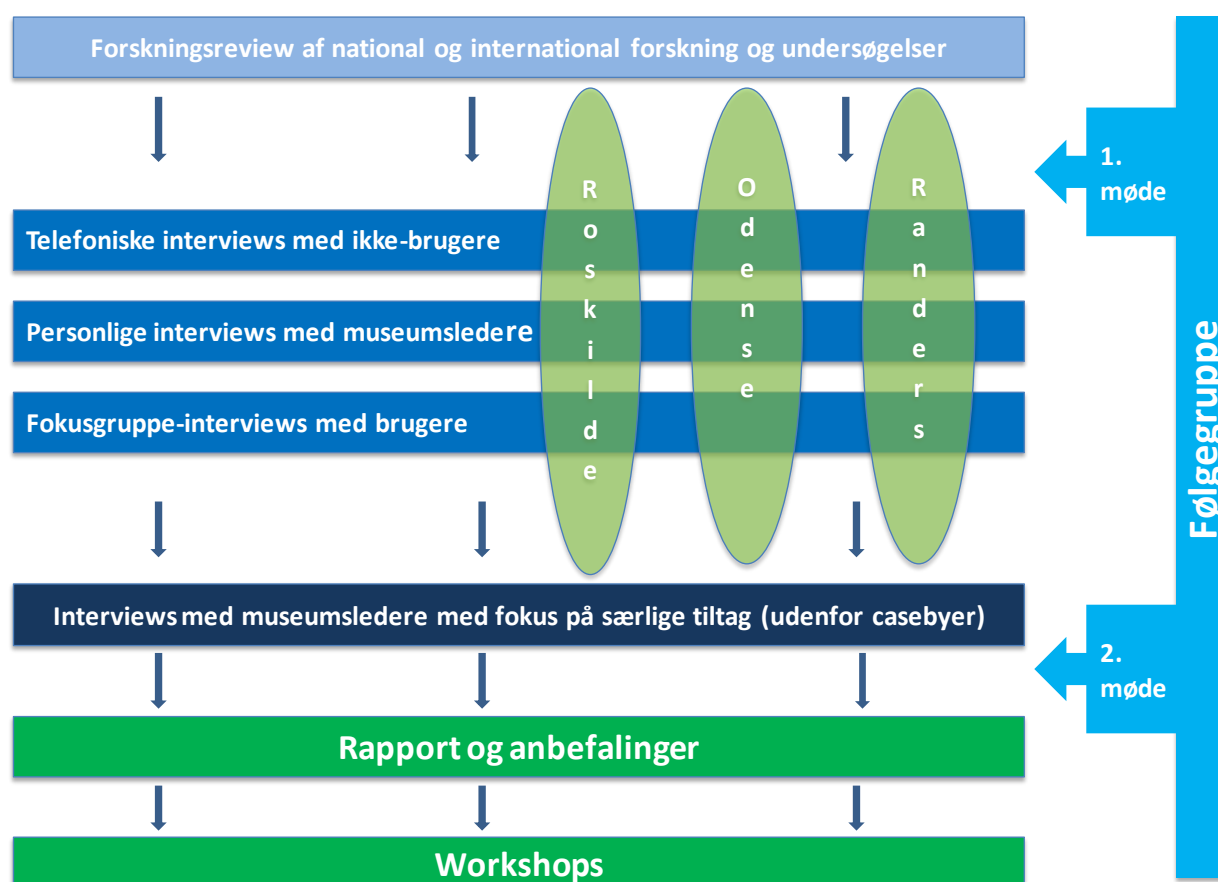 Forskningsreview af national og international forskning og undersøgelser
1.
møde
Roskilde
Odense
Randers
Telefoniske interviews med ikke-brugere
Personlige interviews med museumsledere
Fokusgruppe-interviews med brugere
Følgegruppe
Interviews med museumsledere med fokus på særlige tiltag (udenfor casebyer)
2.
møde
Rapport og anbefalinger
Workshops